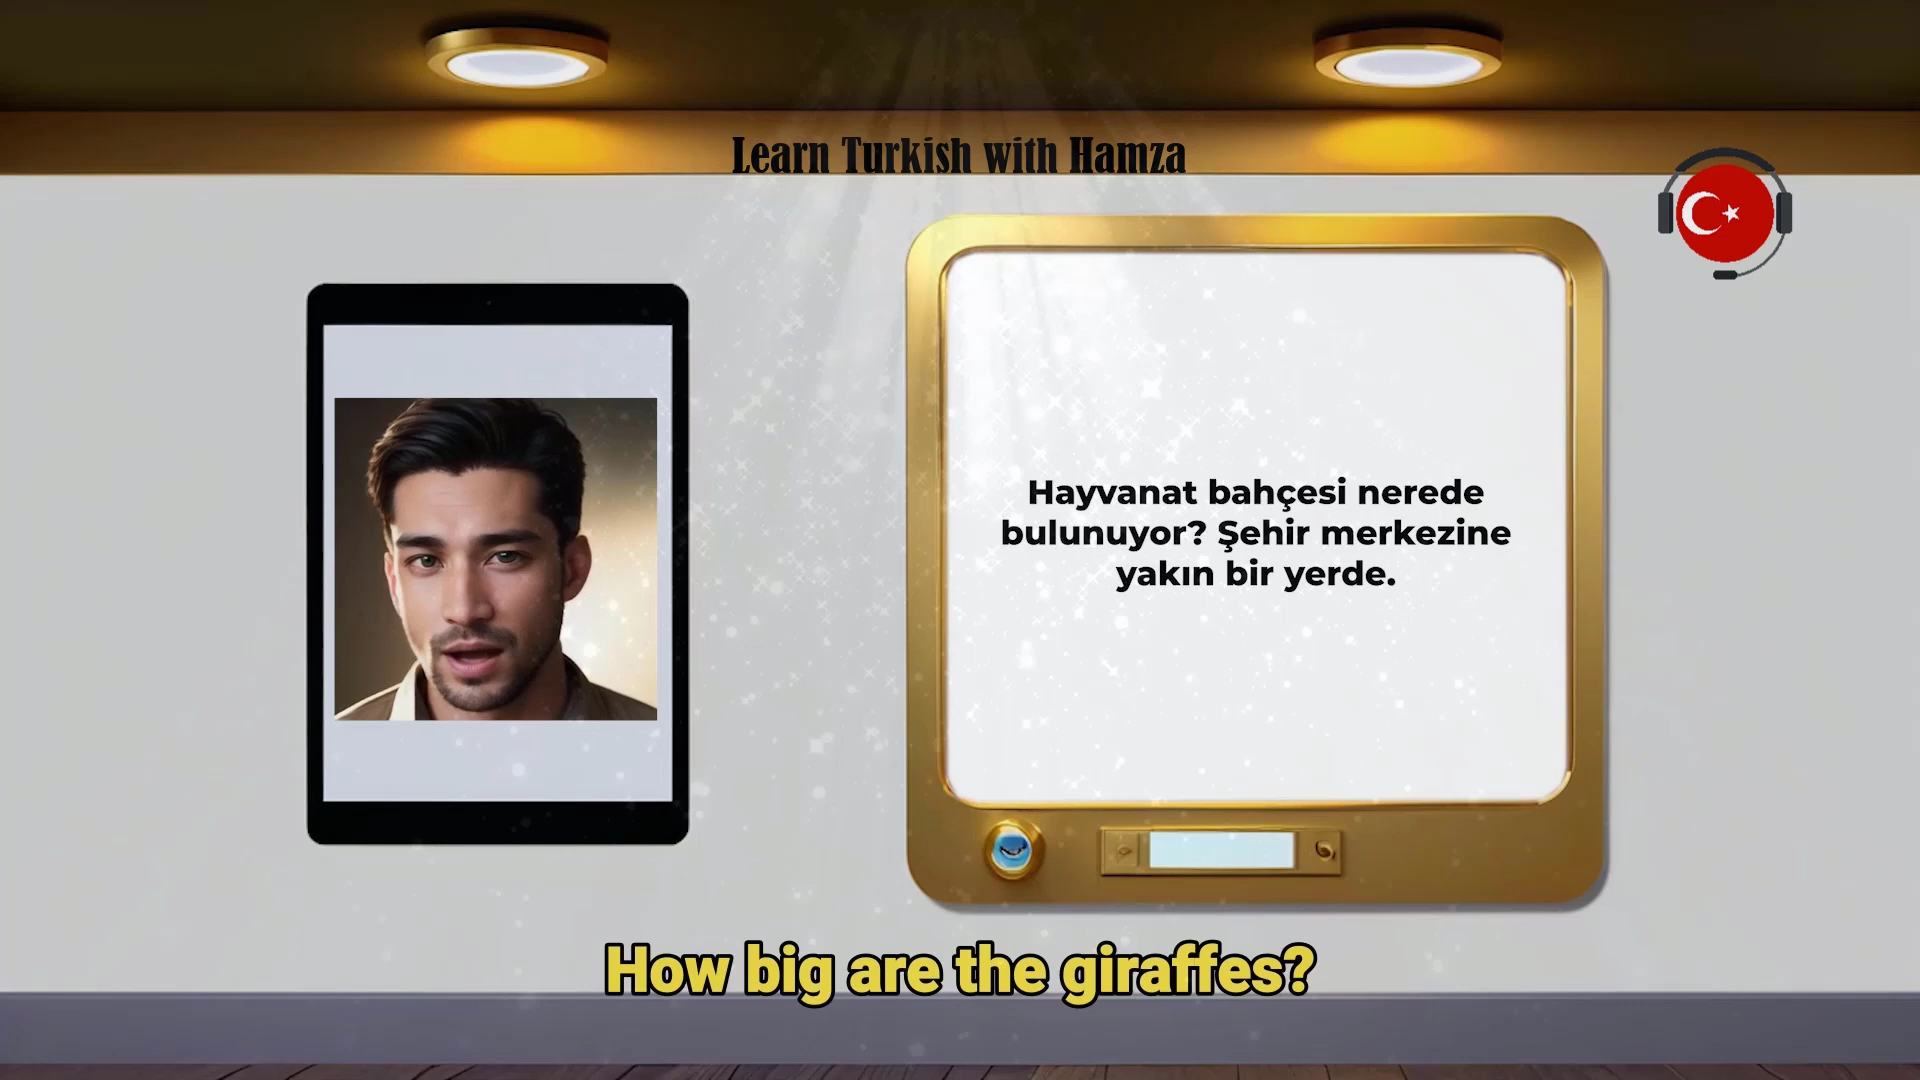 Learn Turkish with Hamza
Hayvanat bahçesi nerede
bulunuyor? Şehir merkezine
yakın bir yerde.
How big are the giraffes?